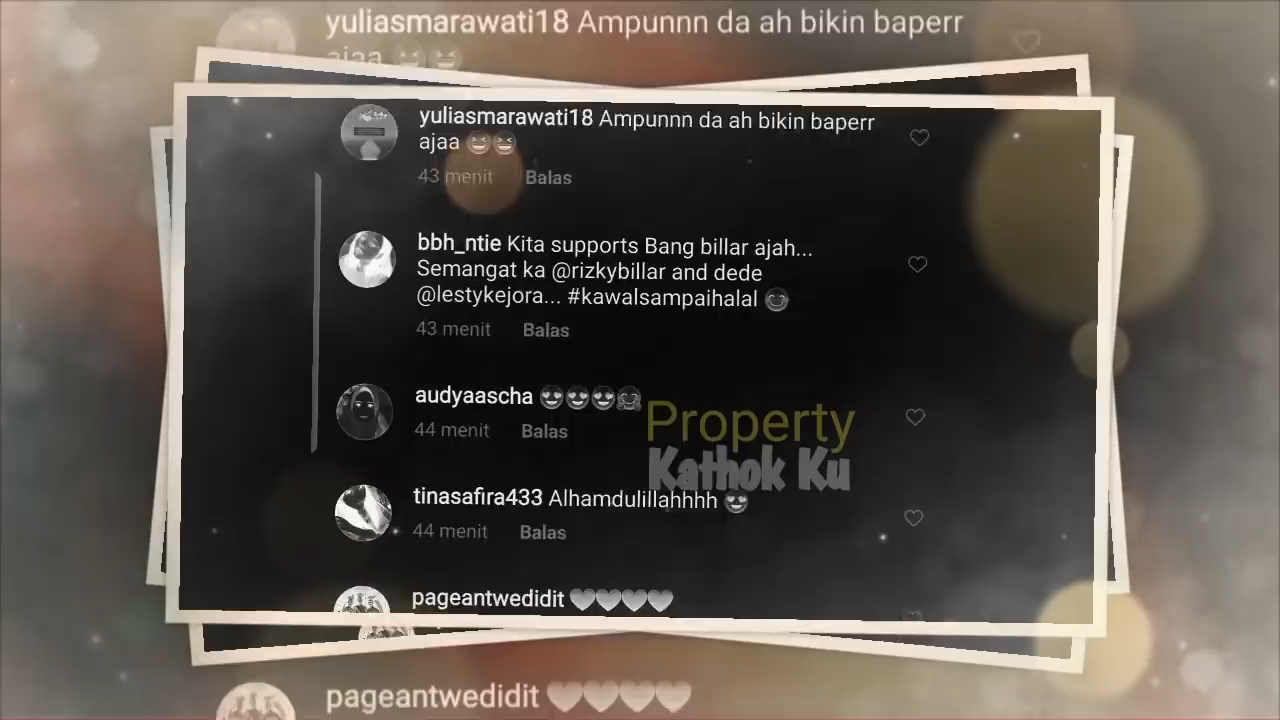 yuliasmarawati18 Ampunnn da ah bikin baperr
ajaa 😆😆
yuliasmarawati18 Ampunnn da ah bikin baperr
ajaa 😆😆
43 menit Balas
bbh_ntie Kita supports Bang billar ajah...
Semangat ka @rizkybillar and dede
@lestykejora... #kawalsampaihalal 😊
43 menit Balas
audyaascha 😍😍😍🤗
44 menit Balas
Property
Kathok Ku
tinasafira433 Alhamdulillahhhh 😍
44 menit Balas
pageantwedidit ❤❤❤❤
pageantwedidit ❤❤❤❤